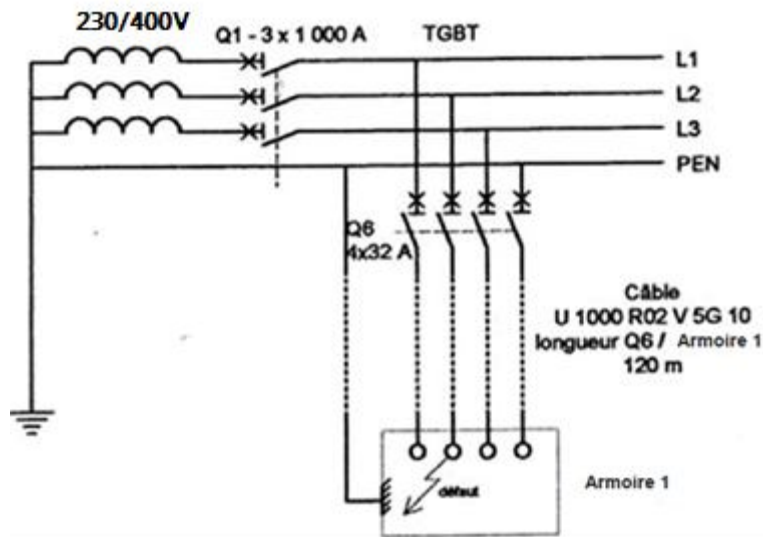 230/400V
Q1 - 3 x 1 000 A
TGBT
L1
L2
L3
PEN
Q6
4x32 A
Câble
U 1000 R02 V 5G 10
longueur Q6 / Armoire 1
120 m
défaut
Armoire 1